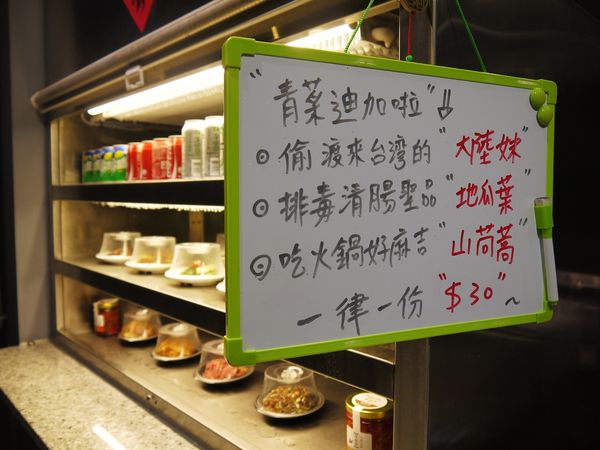 "青菜迪加啦"⇓
⊙偷渡來台湾的"大陸妹"
⊙排毒清腸聖品"地瓜葉"
⊙吃火鍋好麻吉"山茼蒿"
一律一份"$30"~